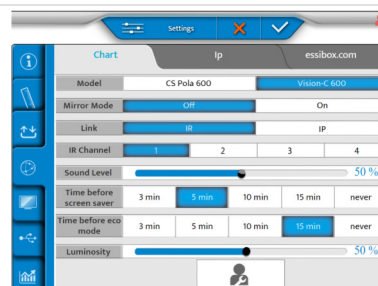 Settings
Chart Ip essibox.com
Model CS Pola 600 Vision-C 600
Mirror Mode Off On
Link IR IP
IR Channel 1 2 3 4
Sound Level 50 %
Time before screen saver 3 min 5 min 10 min 15 min never
Time before eco mode 3 min 5 min 10 min 15 min never
Luminosity 50 %